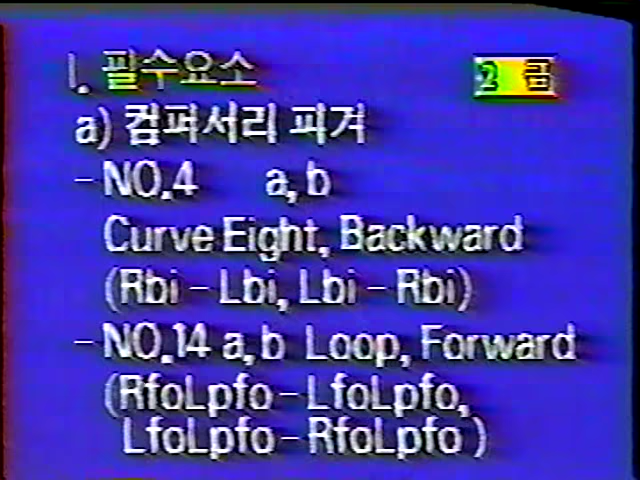 1. 필수요소
2 급
a) 컴퍼서리 피겨
- NO.4 a, b
Curve Eight, Backward
(Rbi - Lbi, Lbi - Rbi)
- NO.14 a, b Loop, Forward
(RfoLpfo - LfoLpfo,
LfoLpfo - RfoLpfo)